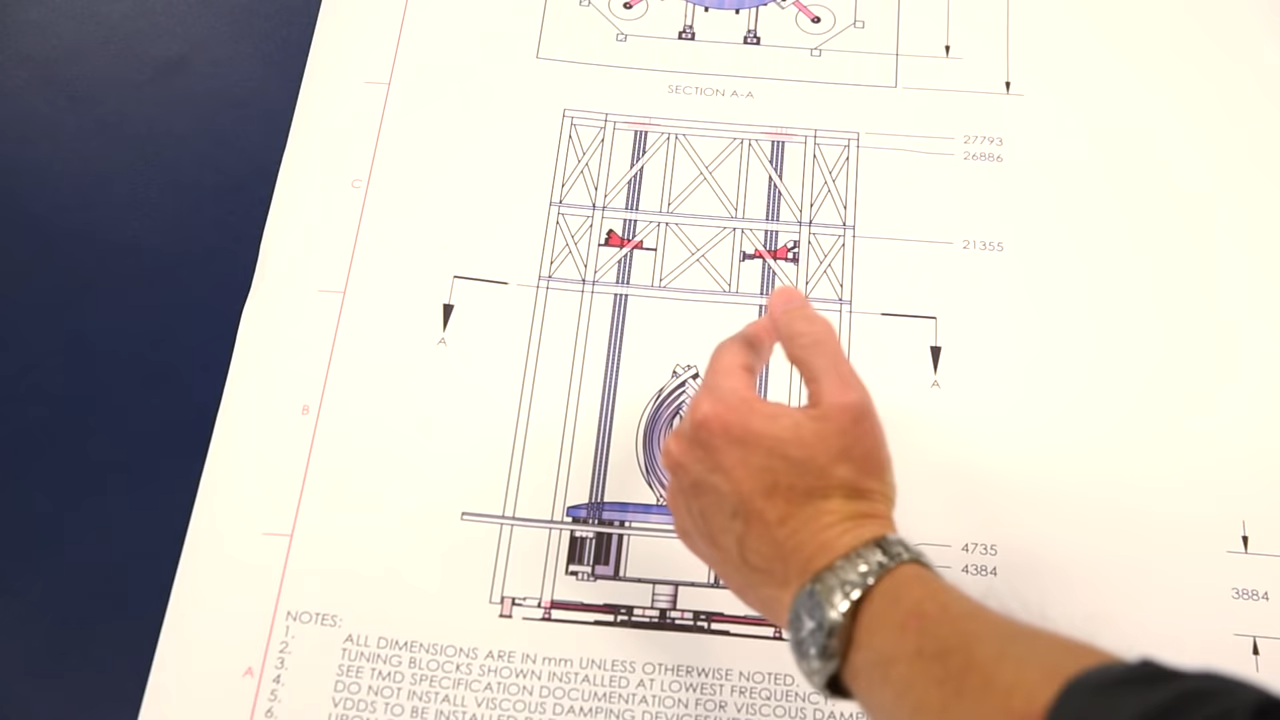 SECTION A-A
27793
26886
C
21355
A
A
B
4735
4384
3884
NOTES:
1. ALL DIMENSIONS ARE IN mm UNLESS OTHERWISE NOTED.
2. TUNING BLOCKS SHOWN INSTALLED AT LOWEST FREQUENCY.
3. SEE TMD SPECIFICATION DOCUMENTATION FOR VISCOUS
4. DO NOT INSTALL VISCOUS DAMPING
5. VDDS TO BE INSTALLED
6.
A